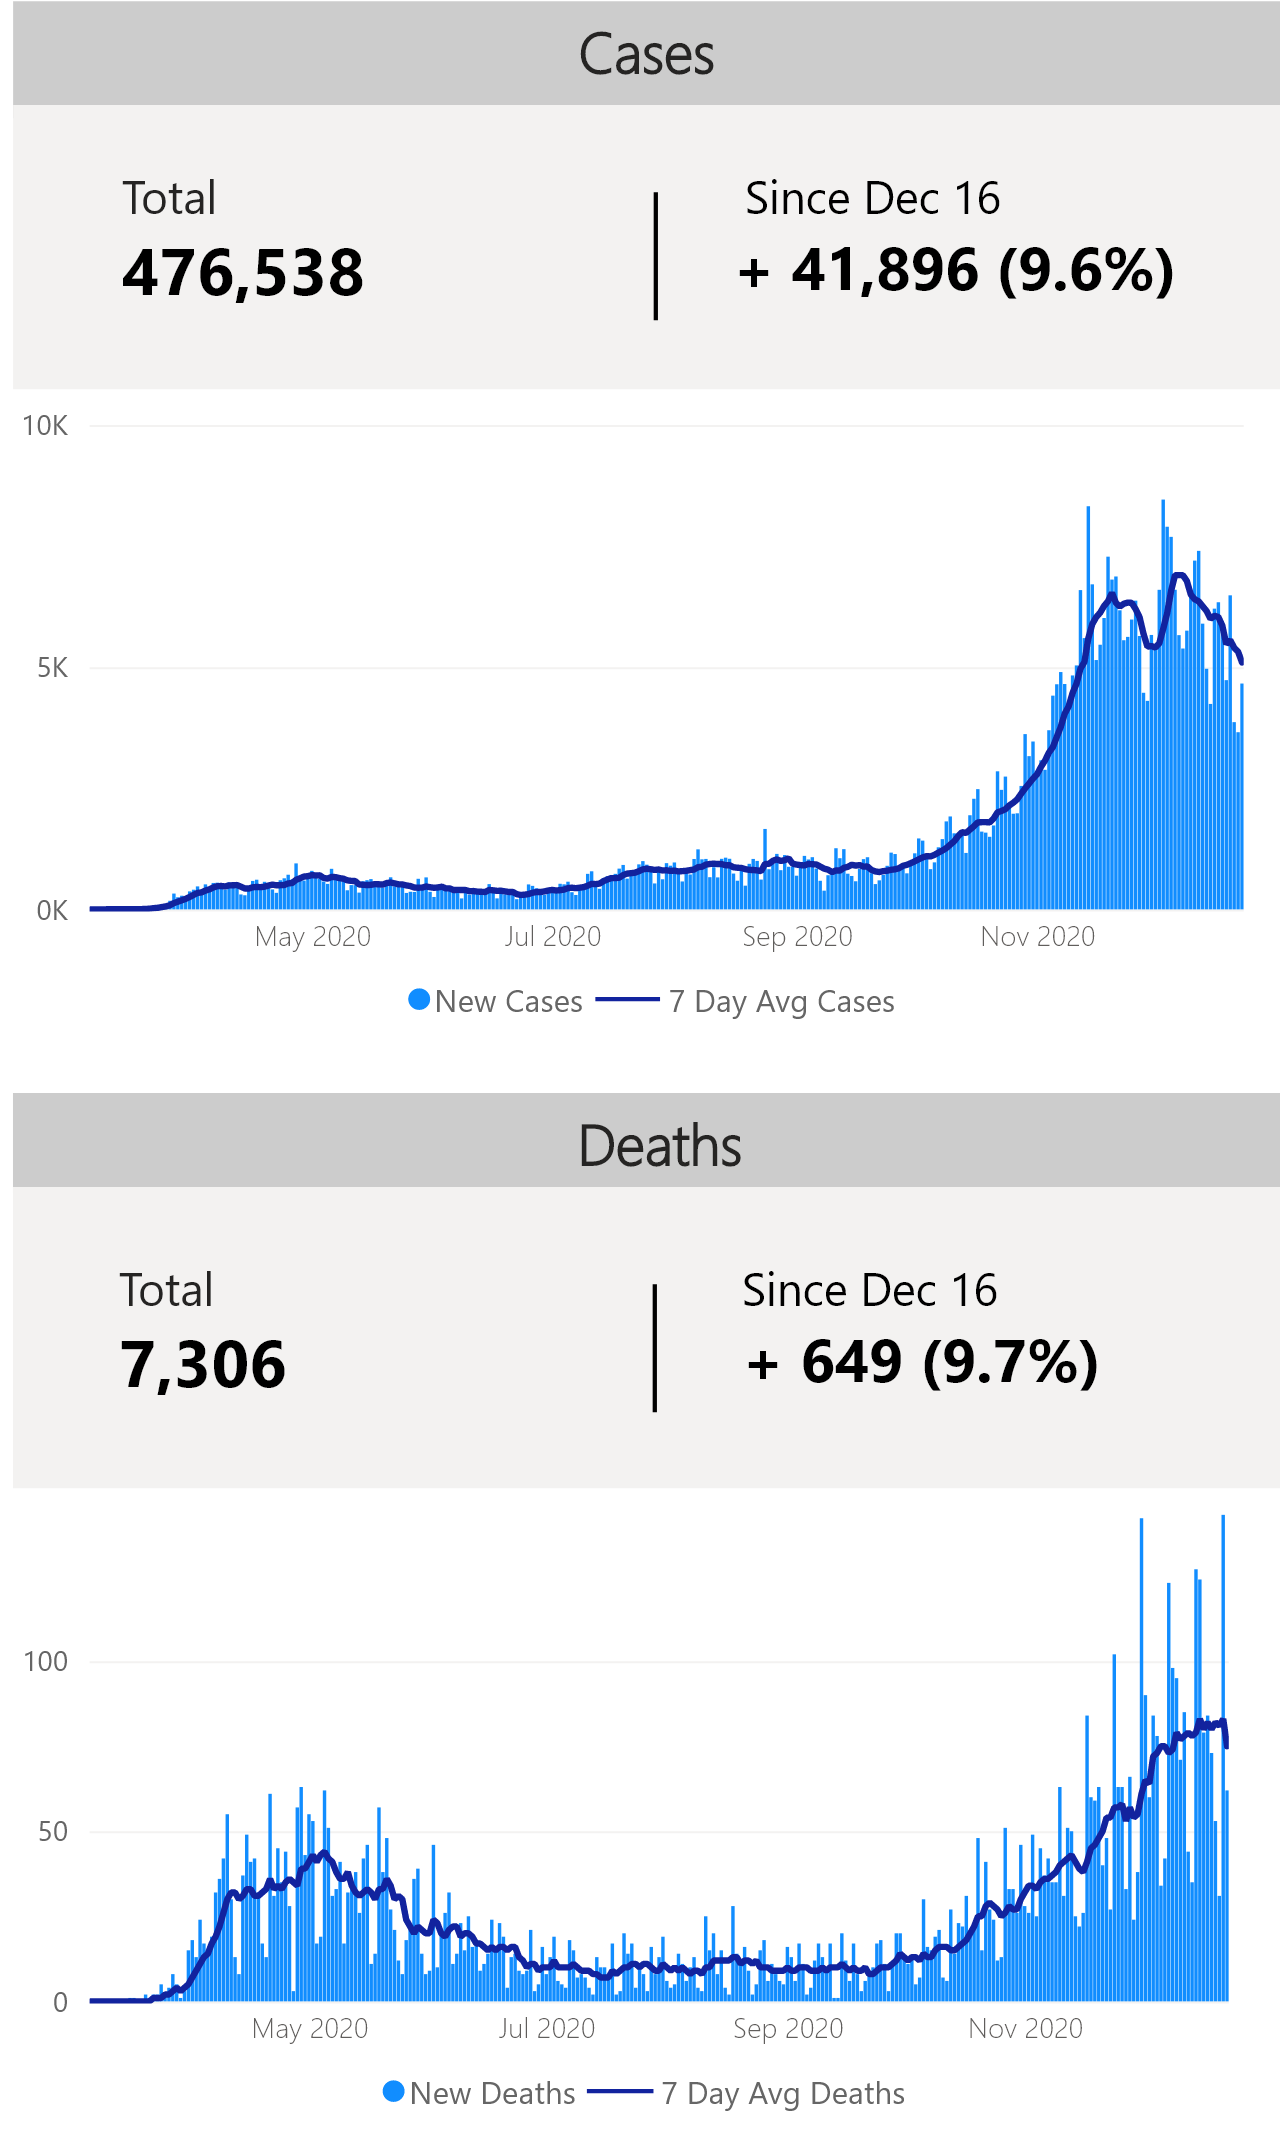 Cases
Total
Since Dec 16
476,538
+ 41,896 (9.6%)
10K
5K
0K
May 2020
Jul 2020
Sep 2020
Nov 2020
New Cases
7 Day Avg Cases
Deaths
Total
Since Dec 16
7,306
+ 649 (9.7%)
100
50
0
May 2020
Jul 2020
Sep 2020
Nov 2020
New Deaths
7 Day Avg Deaths